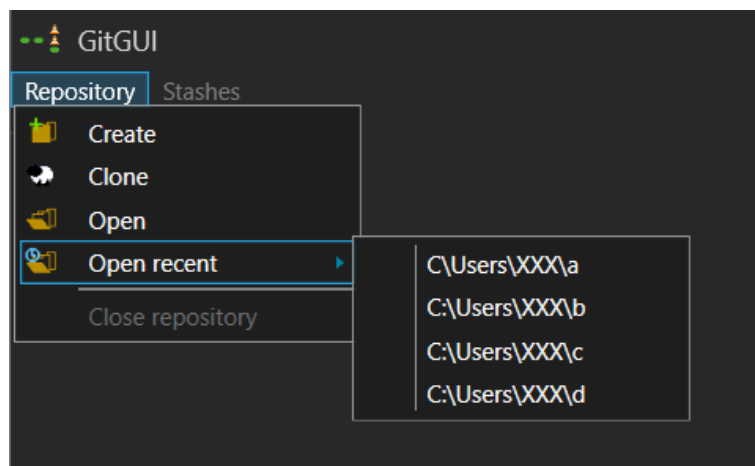 GitGUI
Repository Stashes
Create
Clone
Open
Open recent
Close repository
C\Users\XXX\a
C:\Users\XXX\b
C:\Users\XXX\c
C:\Users\XXX\d